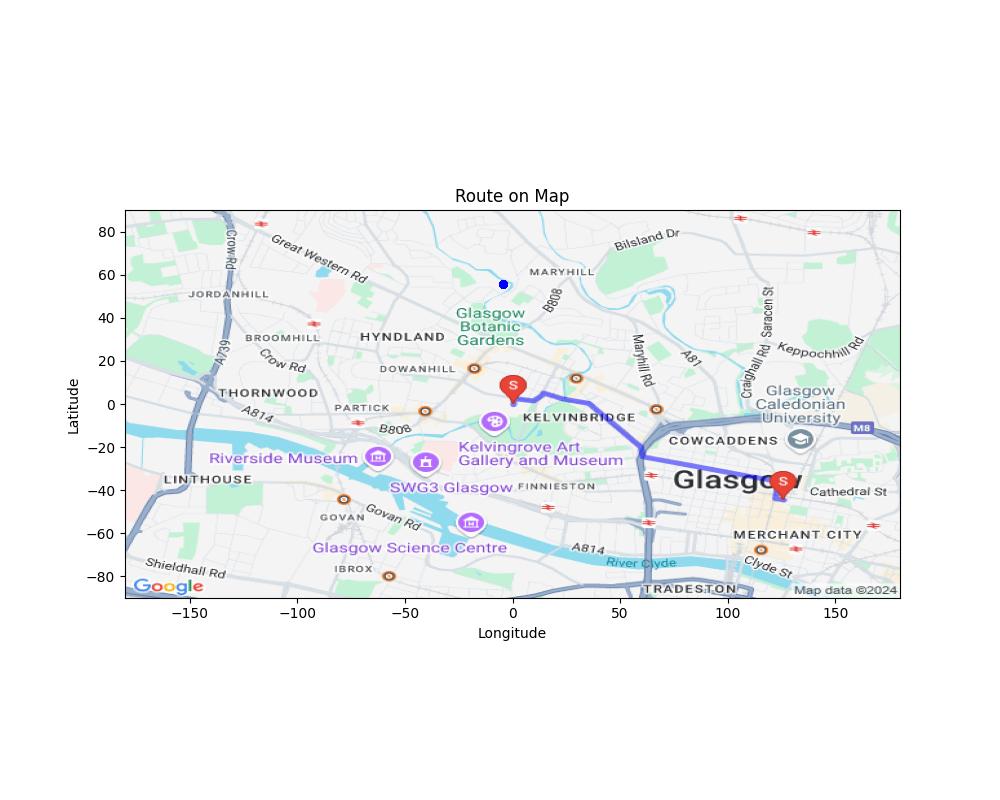 Route on Map
80
60
40
20
0
−20
−40
−60
−80
Latitude
−150
−100
−50
0
50
100
150
Longitude
Crow Rd
Great Western Rd
Bilsland Dr
MARYHILL
JORDANHILL
B808
Saracen St
Glasgow
Botanic
Gardens
BROOMHILL
HYNDLAND
A739
Crow Rd
DOWANHILL
Maryhill Rd
A81
Craighall Rd
Keppochhill Rd
THORNWOOD
S
Glasgow
Caledonian
University
A814
PARTICK
B808
KELVINBRIDGE
M8
COWCADDENS
Riverside Museum
Kelvingrove Art
Gallery and Museum
LINTHOUSE
SWG3 Glasgow
FINNIESTON
Glasgow
S
Cathedral St
GOVAN
Govan Rd
MERCHANT CITY
Glasgow Science Centre
A814
River Clyde
Clyde St
Shieldhall Rd
IBROX
TRADESTON
Google
Map data ©2024